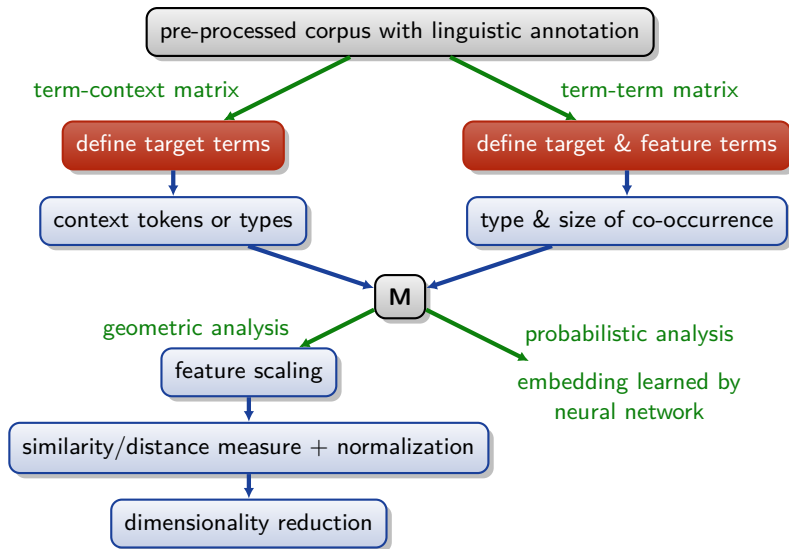 pre-processed corpus with linguistic annotation
term-context matrix
term-term matrix
define target terms
define target & feature terms
context tokens or types
type & size of co-occurrence
M
geometric analysis
probabilistic analysis
feature scaling
embedding learned by
neural network
similarity/distance measure + normalization
dimensionality reduction